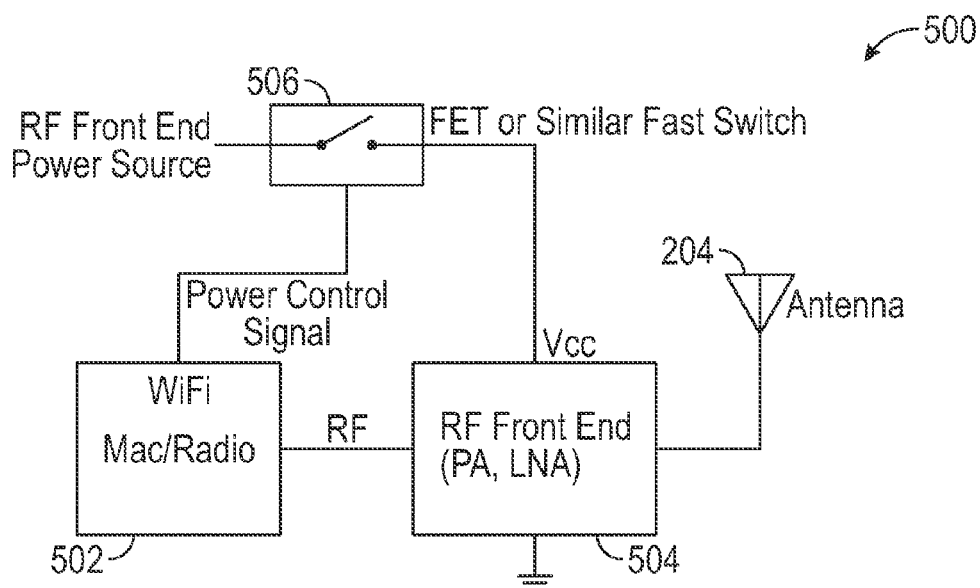 500
506
RF Front End
Power Source
FET or Similar Fast Switch
204
Antenna
Power Control
Signal
Vcc
WiFi
Mac/Radio
RF
RF Front End
(PA, LNA)
502
504